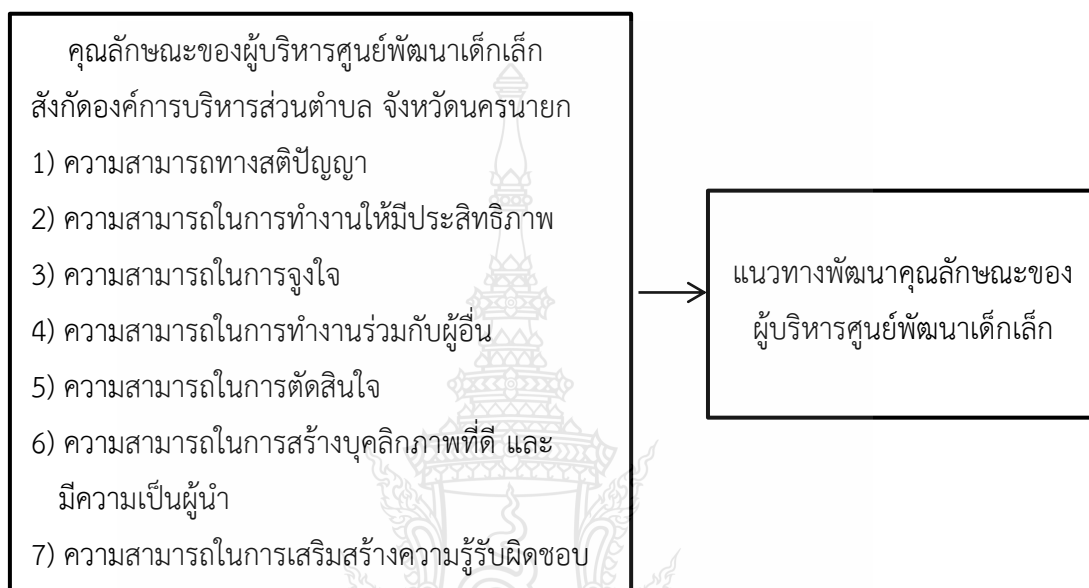 คุณลักษณะของผู้บริหารศูนย์พัฒนาเด็กเล็ก
สังกัดองค์การบริหารส่วนตำบล จังหวัดนครนายก
1) ความสามารถทางสติปัญญา
2) ความสามารถในการทำงานให้มีประสิทธิภาพ
3) ความสามารถในการจูงใจ
4) ความสามารถในการทำงานร่วมกับผู้อื่น
5) ความสามารถในการตัดสินใจ
6) ความสามารถในการสร้างบุคลิกภาพที่ดี และ
มีความเป็นผู้นำ
7) ความสามารถในการเสริมสร้างความรู้รับผิดชอบ
แนวทางพัฒนาคุณลักษณะของ
ผู้บริหารศูนย์พัฒนาเด็กเล็ก